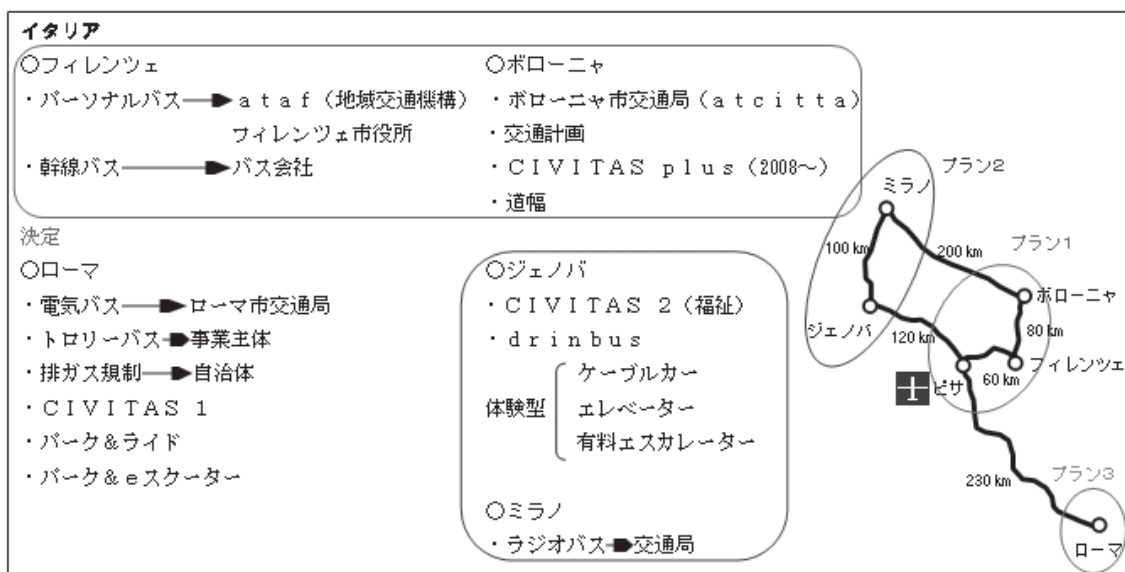 イタリア
○フィレンツェ
・パーソナルバス→ataf(地域交通機構)
フィレンツェ市役所
・幹線バス→バス会社
○ボローニャ
・ボローニャ市交通局(atcitta)
・交通計画
・CIVITAS plus(2008~)
・道幅
決定
○ローマ
・電気バス→ローマ市交通局
・トロリーバス→事業主体
・排ガス規制→自治体
・CIVITAS 1
・パーク&ライド
・パーク&eスケーター
○ジェノバ
・CIVITAS 2(福祉)
・drinbus
体験型
ケーブルカー
エレベーター
有料エスカレーター
○ミラノ
・ラジオバス→交通局
プラン2
ミラノ
100 km
200 km
プラン1
ボローニャ
ジェノバ
120 km
80 km
フィレンツェ
ピサ
60 km
230 km
プラン3
ローマ